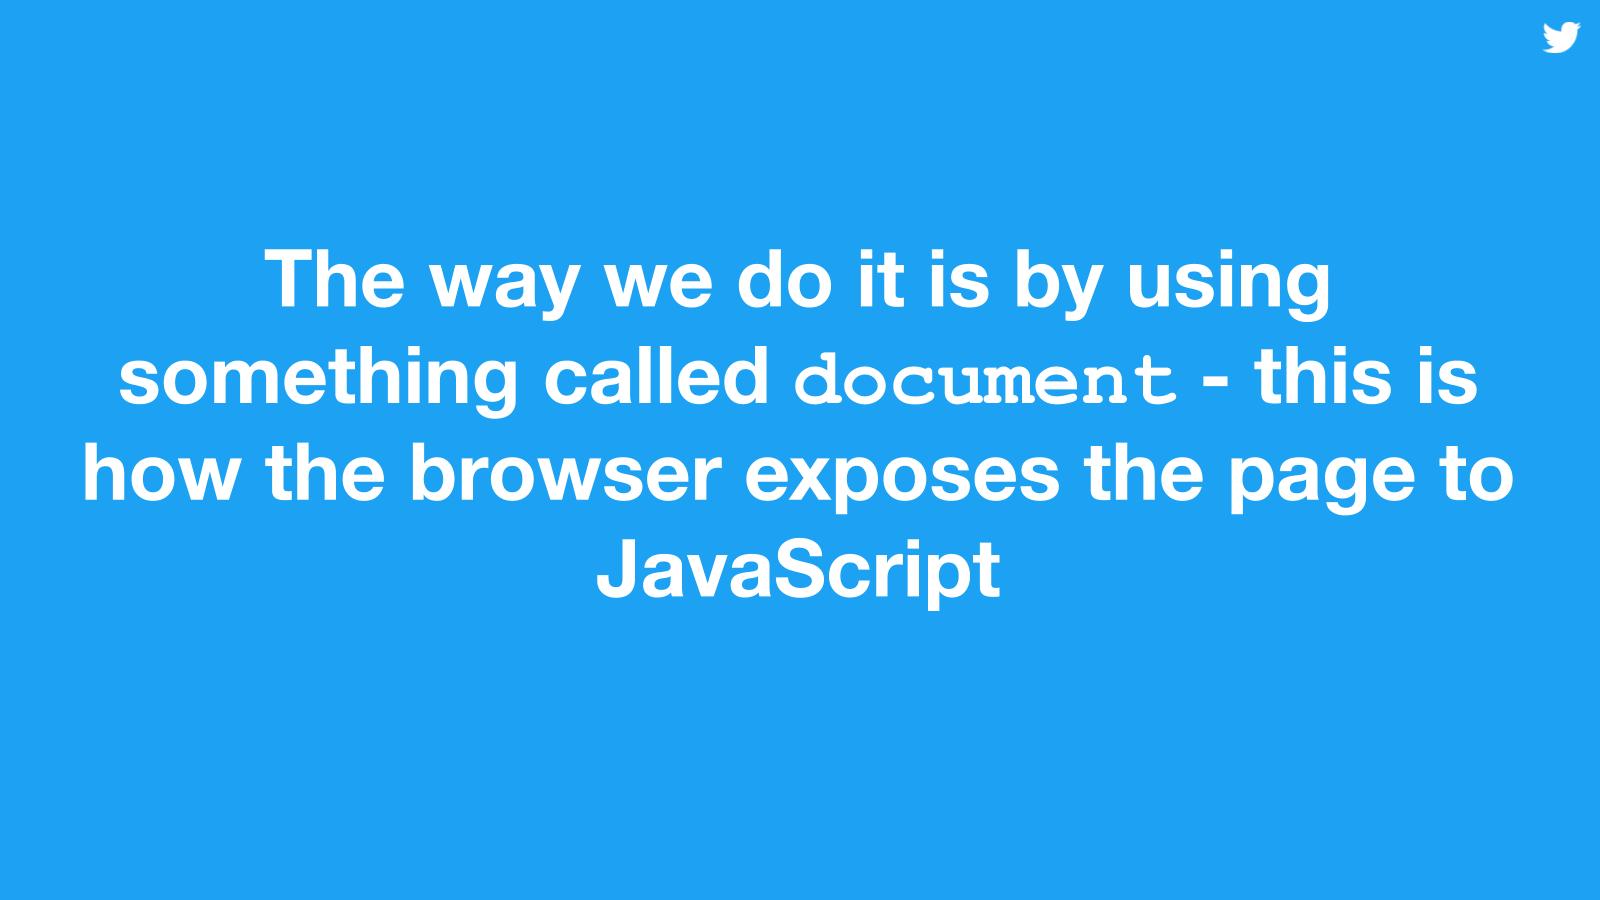 The way we do it is by using
something called document - this is
how the browser exposes the page to
JavaScript